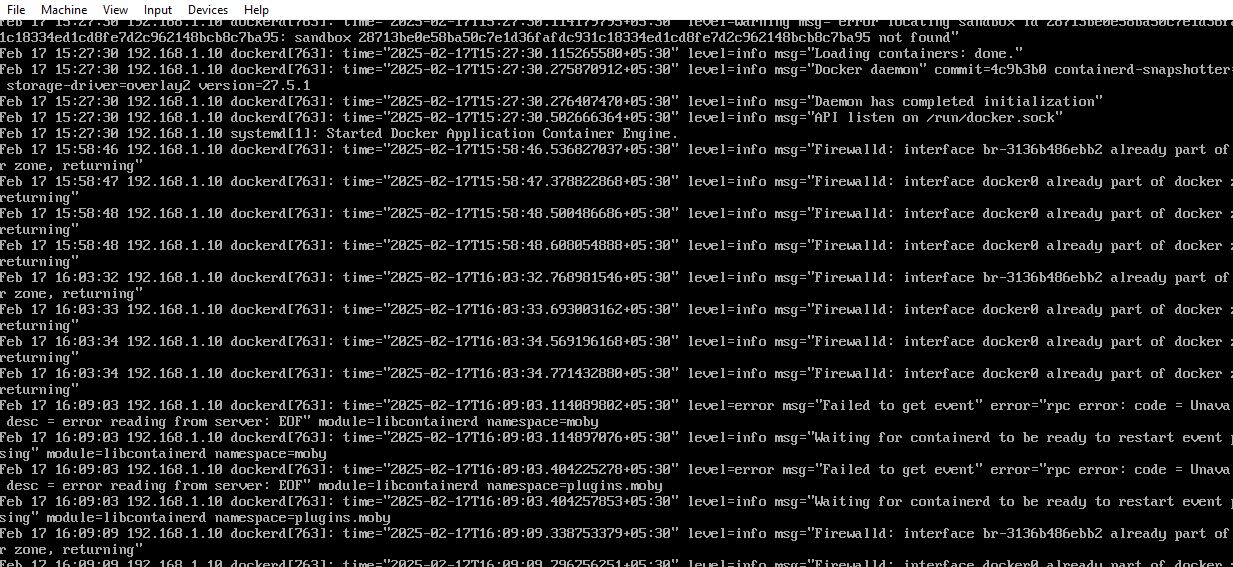 File Machine View Input Devices Help
Feb 17 15:27:30 192.168.1.10 dockerd[763]: time="2025-02-17T15:27:30.114179795+05:30" level=warning msg="error locating sandbox id
1c18334ed1cd8fe7d2c962148bcb8c7ba95: sandbox 28713be0e58ba50c7e1d36fafdc931c18334ed1cd8fe7d2c962148bcb8c7ba95 not found"
Feb 17 15:27:30 192.168.1.10 dockerd[763]: time="2025-02-17T15:27:30.115265580+05:30" level=info msg="Loading containers: done."
Feb 17 15:27:30 192.168.1.10 dockerd[763]: time="2025-02-17T15:27:30.275870912+05:30" level=info msg="Docker daemon" commit=4c9b3b0 containerd-snapshotter=
storage-driver=overlay2 version=27.5.1
Feb 17 15:27:30 192.168.1.10 dockerd[763]: time="2025-02-17T15:27:30.276407470+05:30" level=info msg="Daemon has completed initialization"
Feb 17 15:27:30 192.168.1.10 dockerd[763]: time="2025-02-17T15:27:30.502666364+05:30" level=info msg="API listen on /run/docker.sock"
Feb 17 15:27:30 192.168.1.10 systemd[1]: Started Docker Application Container Engine.
Feb 17 15:58:46 192.168.1.10 dockerd[763]: time="2025-02-17T15:58:46.536827037+05:30" level=info msg="Firewalld: interface br-3136b486ebb2 already part of
r zone, returning"
Feb 17 15:58:47 192.168.1.10 dockerd[763]: time="2025-02-17T15:58:47.378822868+05:30" level=info msg="Firewalld: interface docker0 already part of docker
returning"
Feb 17 15:58:48 192.168.1.10 dockerd[763]: time="2025-02-17T15:58:48.500486686+05:30" level=info msg="Firewalld: interface docker0 already part of docker
returning"
Feb 17 15:58:48 192.168.1.10 dockerd[763]: time="2025-02-17T15:58:48.608054888+05:30" level=info msg="Firewalld: interface docker0 already part of docker
returning"
Feb 17 16:03:32 192.168.1.10 dockerd[763]: time="2025-02-17T16:03:32.768981546+05:30" level=info msg="Firewalld: interface br-3136b486ebb2 already part of
r zone, returning"
Feb 17 16:03:33 192.168.1.10 dockerd[763]: time="2025-02-17T16:03:33.693003162+05:30" level=info msg="Firewalld: interface docker0 already part of docker
returning"
Feb 17 16:03:34 192.168.1.10 dockerd[763]: time="2025-02-17T16:03:34.569196168+05:30" level=info msg="Firewalld: interface docker0 already part of docker
returning"
Feb 17 16:03:34 192.168.1.10 dockerd[763]: time="2025-02-17T16:03:34.771432880+05:30" level=info msg="Firewalld: interface docker0 already part of docker
returning"
Feb 17 16:09:03 192.168.1.10 dockerd[763]: time="2025-02-17T16:09:03.114089802+05:30" level=error msg="Failed to get event" error="rpc error: code = Unava
desc = error reading from server: EOF" module=libcontainerd namespace=moby
Feb 17 16:09:03 192.168.1.10 dockerd[763]: time="2025-02-17T16:09:03.114897076+05:30" level=info msg="Waiting for containerd to be ready to restart event
sing" module=libcontainerd namespace=moby
Feb 17 16:09:03 192.168.1.10 dockerd[763]: time="2025-02-17T16:09:03.404225278+05:30" level=error msg="Failed to get event" error="rpc error: code = Unava
desc = error reading from server: EOF" module=libcontainerd namespace=plugins.moby
Feb 17 16:09:03 192.168.1.10 dockerd[763]: time="2025-02-17T16:09:03.404257853+05:30" level=info msg="Waiting for containerd to be ready to restart event
sing" module=libcontainerd namespace=plugins.moby
Feb 17 16:09:09 192.168.1.10 dockerd[763]: time="2025-02-17T16:09:09.338753379+05:30" level=info msg="Firewalld: interface br-3136b486ebb2 already part of
r zone, returning"
Feb 17 16:09:09 192.168.1.10 dockerd[763]: time="2025-02-17T16:09:09.796756251+05:30" level=info msg="Firewalld: interface docker0 already part of docker